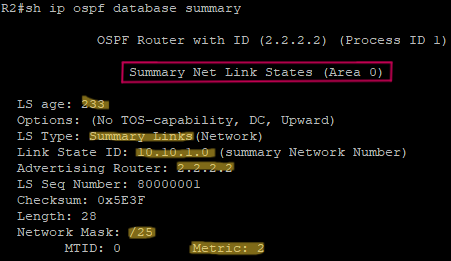 R2#sh ip ospf database summary
OSPF Router with ID (2.2.2.2) (Process ID 1)
Summary Net Link States (Area 0)
LS age: 233
Options: (No TOS-capability, DC, Upward)
LS Type: Summary Links(Network)
Link State ID: 10.10.1.0 (summary Network Number)
Advertising Router: 2.2.2.2
LS Seq Number: 80000001
Checksum: 0x5E3F
Length: 28
Network Mask: /25
MTID: 0 Metric: 2